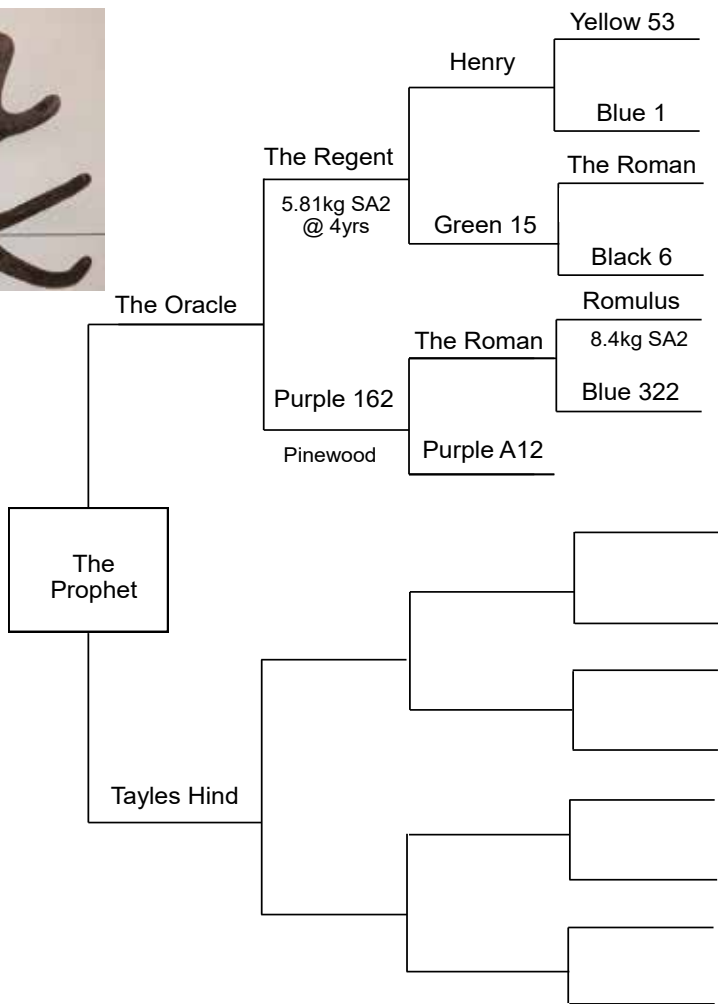 Yellow 53
Henry
Blue 1
The Regent
The Roman
5.81kg SA2
@ 4yrs
Green 15
Black 6
The Oracle
Romulus
The Roman
8.4kg SA2
Purple 162
Blue 322
Pinewood
Purple A12
The
Prophet
Tayles Hind